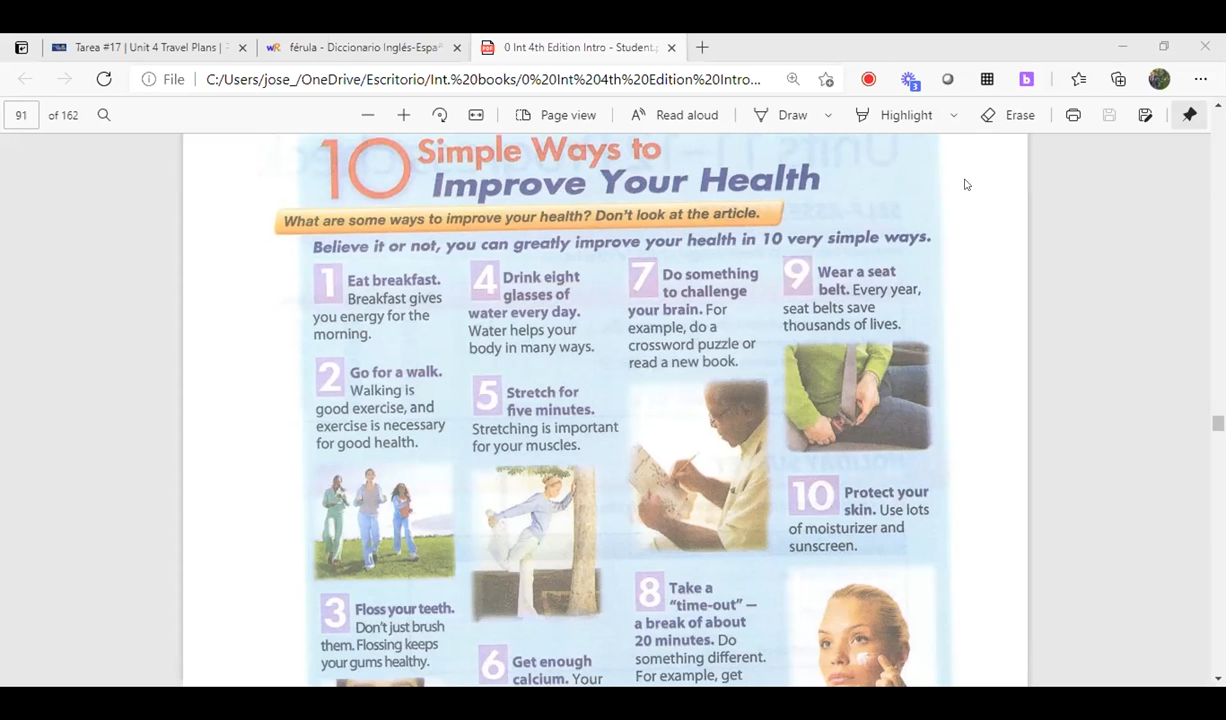 Tarea #17 | Unit 4 Travel Plans |
férula - Diccionario Inglés-Espa
0 Int 4th Edition Intro - Student.p
File C:/Users/jose_/OneDrive/Escritorio/Int.%20books/0%20Int%204th%20Edition%20Intro...
91 of 162
Page view
Read aloud
Draw
Highlight
Erase
10 Simple Ways to
Improve Your Health
What are some ways to improve your health? Don't look at the article.
Believe it or not, you can greatly improve your health in 10 very simple ways.
1 Eat breakfast.
Breakfast gives
you energy for the
morning.
2 Go for a walk.
Walking is
good exercise, and
exercise is necessary
for good health.
3 Floss your teeth.
Don't just brush
them. Flossing keeps
your gums healthy.
4 Drink eight
glasses of
water every day.
Water helps your
body in many ways.
5 Stretch for
five minutes.
Stretching is important
for your muscles.
6 Get enough
calcium. Your
7 Do something
to challenge
your brain. For
example, do a
crossword puzzle or
read a new book.
8 Take a
"time-out" —
a break of about
20 minutes. Do
something different.
For example, get
9 Wear a seat
belt. Every year,
seat belts save
thousands of lives.
10 Protect your
skin. Use lots
of moisturizer and
sunscreen.